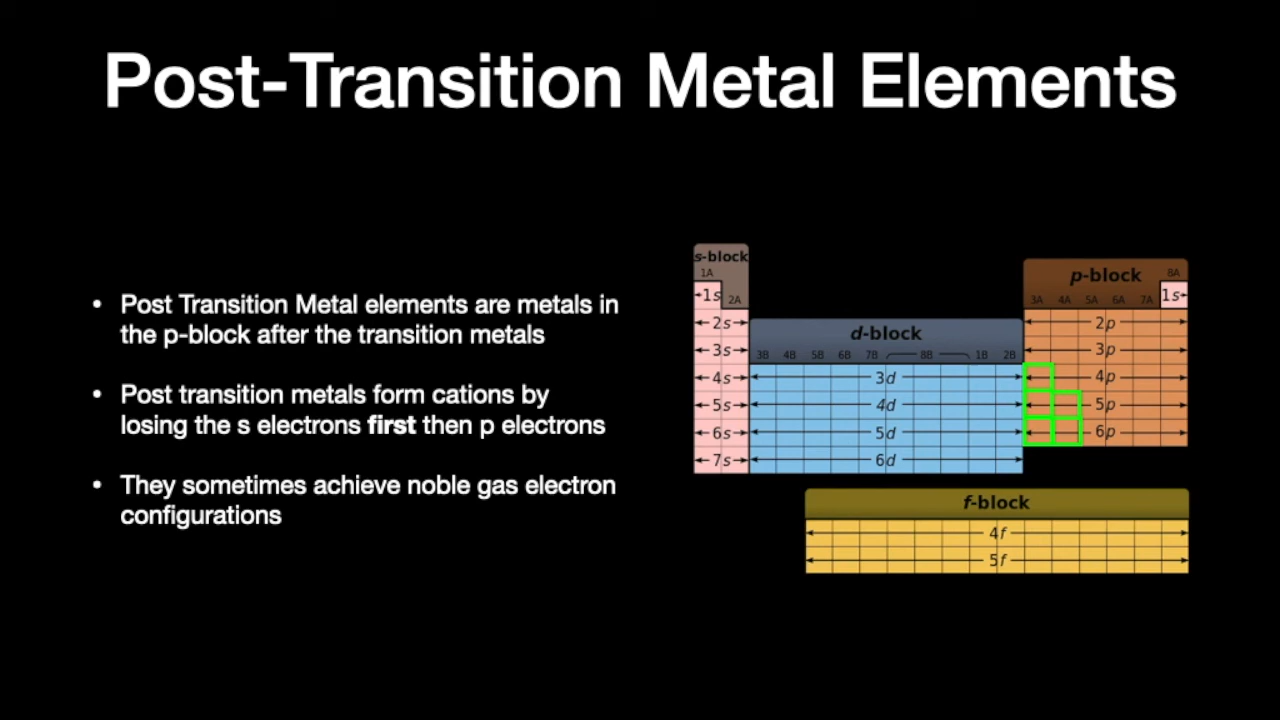 Post-Transition Metal Elements
• Post Transition Metal elements are metals in
the p-block after the transition metals
• Post transition metals form cations by
losing the s electrons first then p electrons
• They sometimes achieve noble gas electron
configurations
s-block
1A
1s
2A
2s
3s
4s
5s
6s
7s
d-block
3B 4B 5B 6B 7B 8B 1B 2B
3d
4d
5d
6d
p-block
8A
3A 4A 5A 6A 7A
1s
2p
3p
4p
5p
6p
f-block
4f
5f